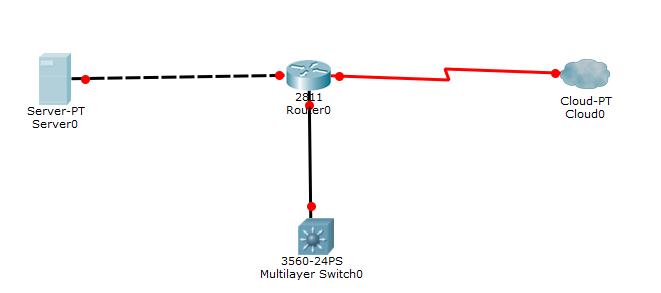 2811
Router0
Server-PT
Server0
Cloud-PT
Cloud0
3560-24PS
Multilayer Switch0